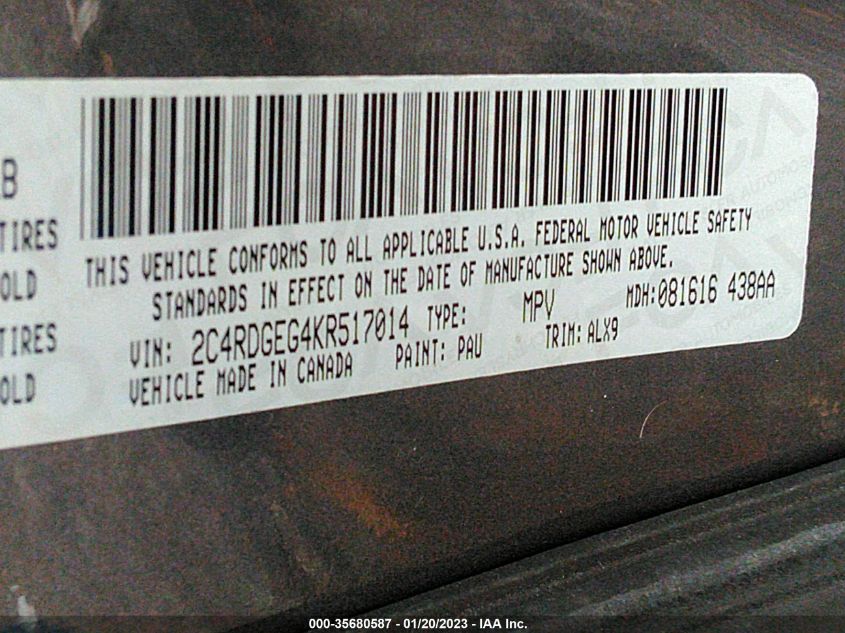 B
TIRES
OLD
TIRES
OLD
THIS VEHICLE CONFORMS TO ALL APPLICABLE U.S.A. FEDERAL MOTOR VEHICLE SAFETY
STANDARDS IN EFFECT ON THE DATE OF MANUFACTURE SHOWN ABOVE.
VIN: 2C4RDGEG4KR517014 TYPE: MPV MDH:081616 438AA
VEHICLE MADE IN CANADA PAINT: PAU TRIM: ALX9
000-35680587 - 01/20/2023 - IAA Inc.